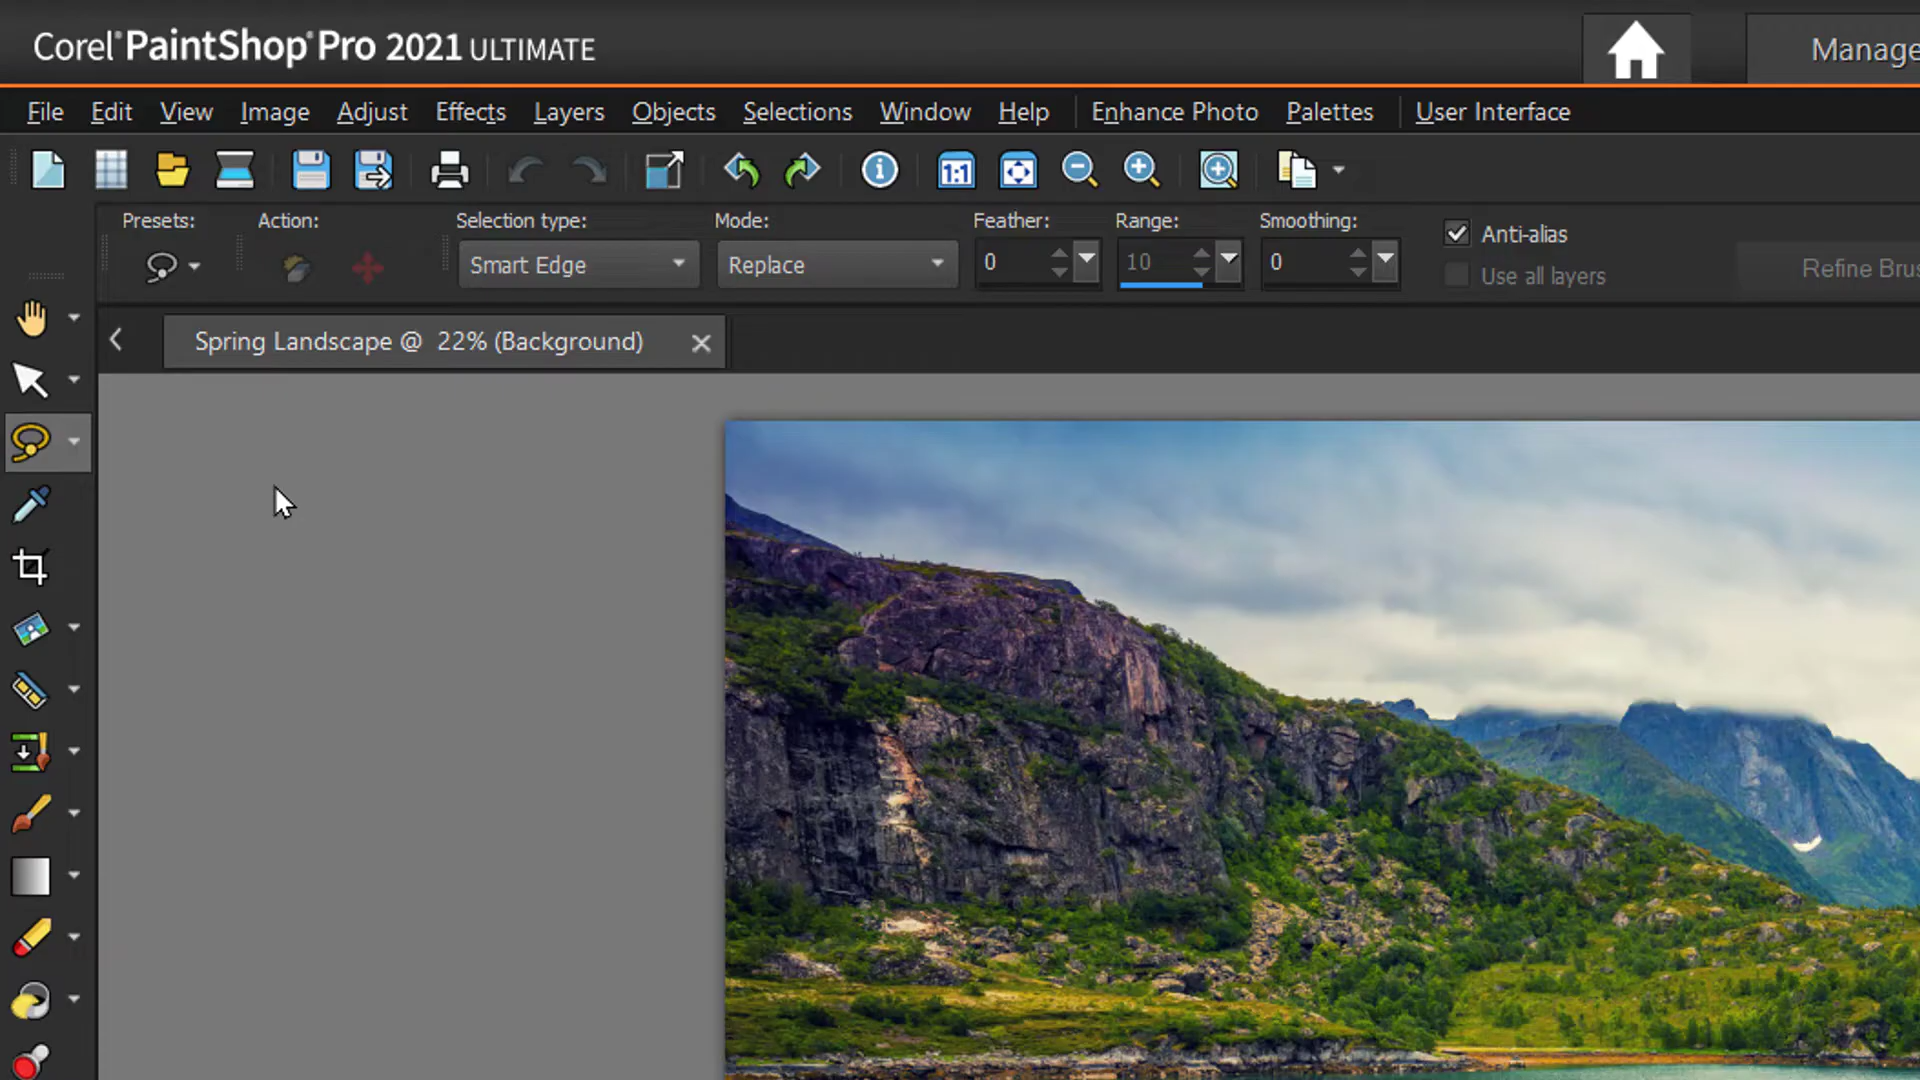 Corel® PaintShop® Pro 2021 ULTIMATE
Manage
File Edit View Image Adjust Effects Layers Objects Selections Window Help Enhance Photo Palettes User Interface
1:1
Presets: Action: Selection type: Mode: Feather: Range: Smoothing:
Smart Edge Replace 0 10 0
Anti-alias
Use all layers
Refine Brus
Spring Landscape @ 22% (Background)